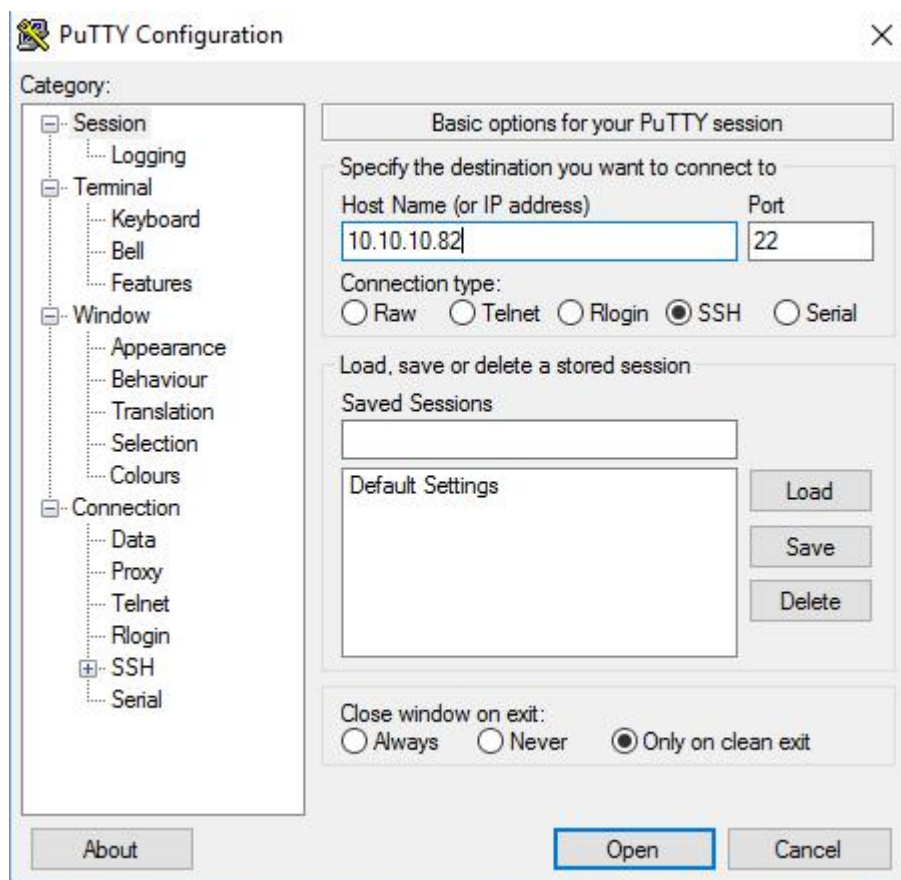 PuTTY Configuration
Category:
Session
Logging
Terminal
Keyboard
Bell
Features
Window
Appearance
Behaviour
Translation
Selection
Colours
Connection
Data
Proxy
Telnet
Rlogin
SSH
Serial
Basic options for your PuTTY session
Specify the destination you want to connect to
Host Name (or IP address) Port
10.10.10.82 22
Connection type:
Raw Telnet Rlogin SSH Serial
Load, save or delete a stored session
Saved Sessions
Default Settings
Load
Save
Delete
Close window on exit:
Always Never Only on clean exit
About Open Cancel